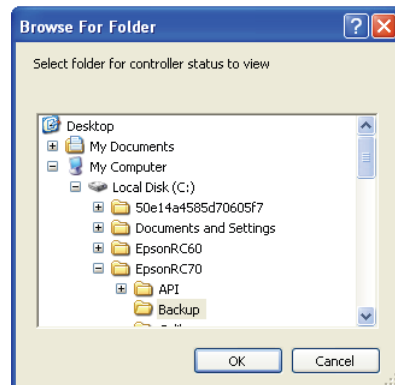 Browse For Folder
Select folder for controller status to view
Desktop
My Documents
My Computer
Local Disk (C:)
50e14a4585d70605f7
Documents and Settings
EpsonRC60
EpsonRC70
API
Backup
OK Cancel